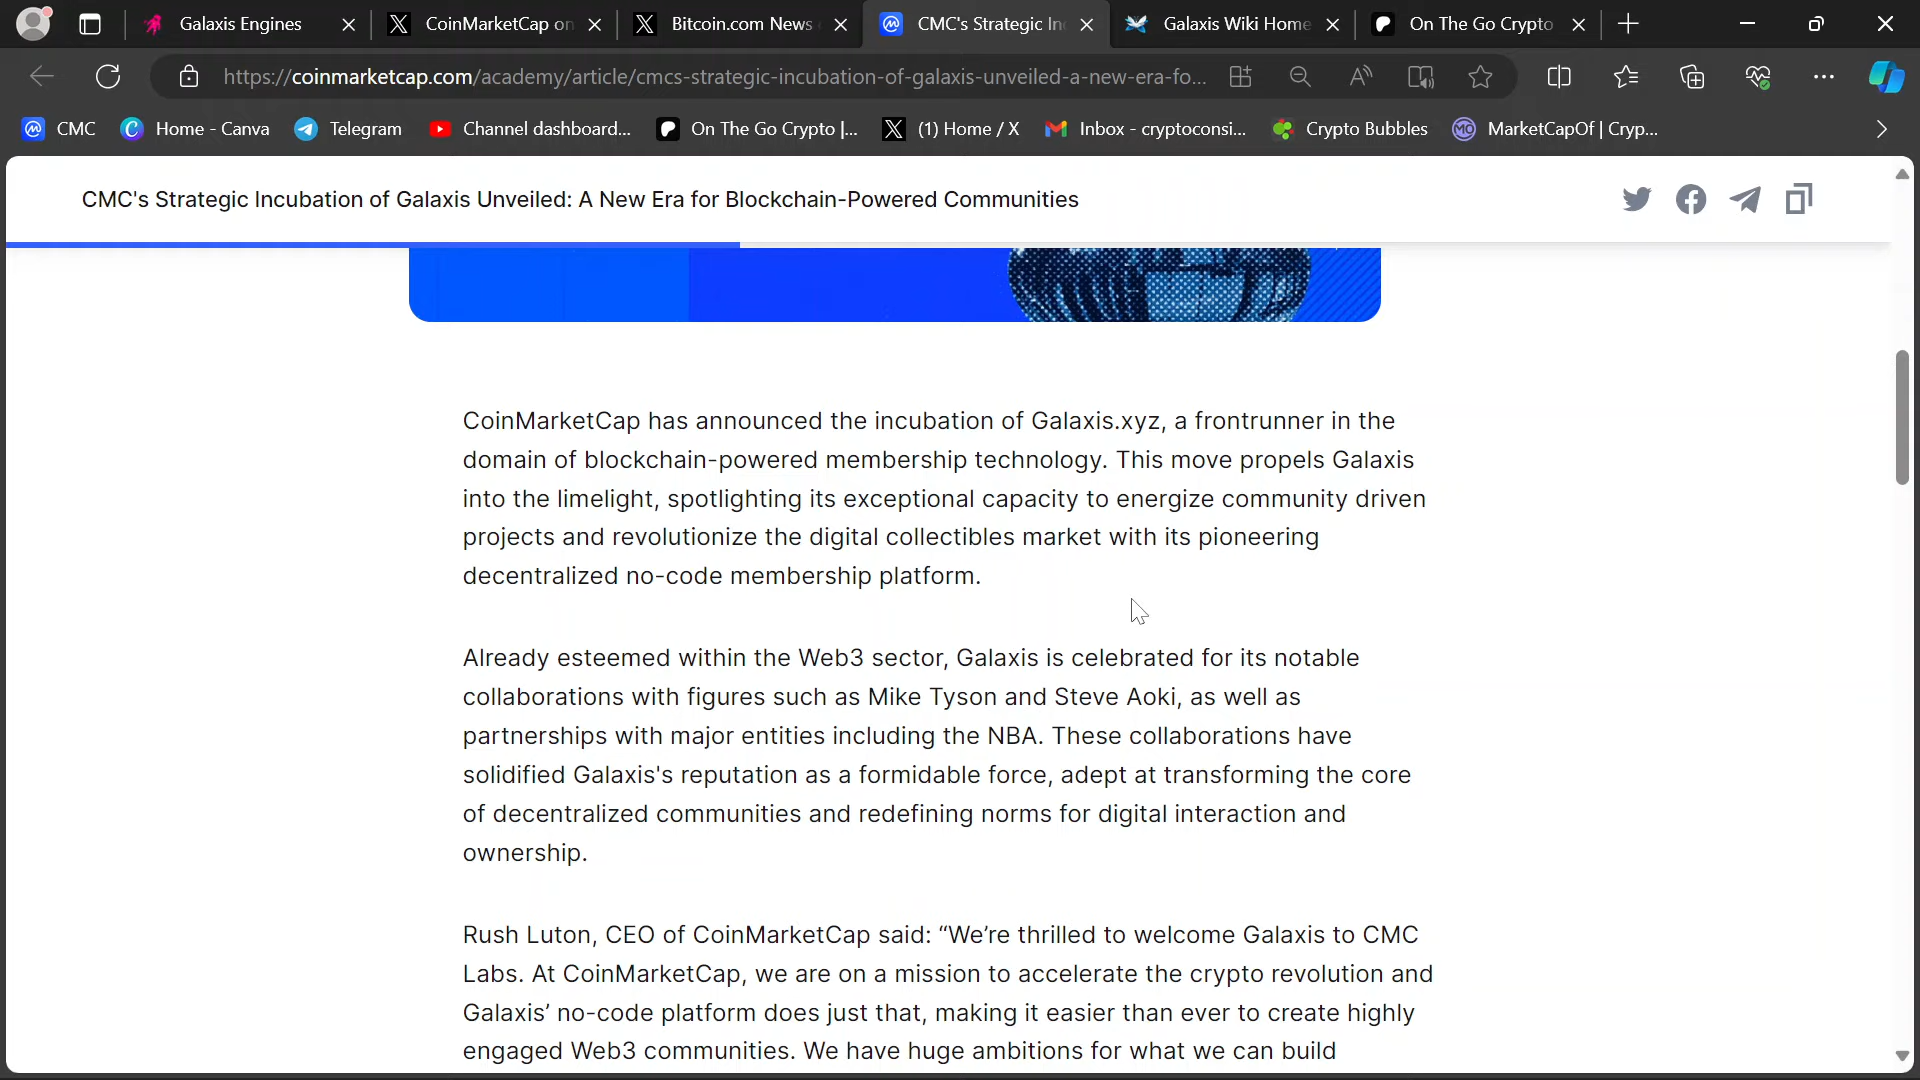 Galaxis Engines
CoinMarketCap on
Bitcoin.com News
CMC's Strategic In
Galaxis Wiki Home
On The Go Crypto
https://coinmarketcap.com/academy/article/cmcs-strategic-incubation-of-galaxis-unveiled-a-new-era-fo...
CMC
Home - Canva
Telegram
Channel dashboard...
On The Go Crypto |...
(1) Home / X
Inbox - cryptoconsi...
Crypto Bubbles
MarketCapOf | Cryp...
CMC's Strategic Incubation of Galaxis Unveiled: A New Era for Blockchain-Powered Communities
CoinMarketCap has announced the incubation of Galaxis.xyz, a frontrunner in the
domain of blockchain-powered membership technology. This move propels Galaxis
into the limelight, spotlighting its exceptional capacity to energize community driven
projects and revolutionize the digital collectibles market with its pioneering
decentralized no-code membership platform.
Already esteemed within the Web3 sector, Galaxis is celebrated for its notable
collaborations with figures such as Mike Tyson and Steve Aoki, as well as
partnerships with major entities including the NBA. These collaborations have
solidified Galaxis's reputation as a formidable force, adept at transforming the core
of decentralized communities and redefining norms for digital interaction and
ownership.
Rush Luton, CEO of CoinMarketCap said: “We’re thrilled to welcome Galaxis to CMC
Labs. At CoinMarketCap, we are on a mission to accelerate the crypto revolution and
Galaxis’ no-code platform does just that, making it easier than ever to create highly
engaged Web3 communities. We have huge ambitions for what we can build